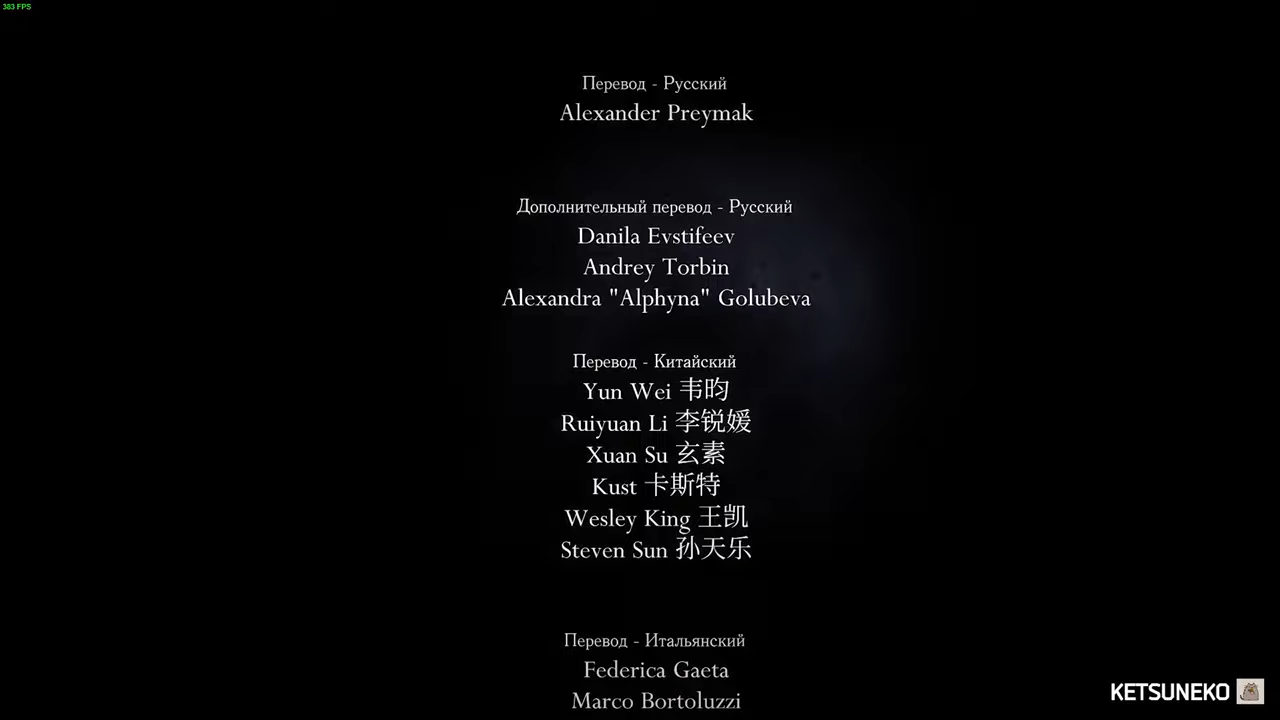 383 FPS
Перевод - Русский
Alexander Preymak
Дополнительный перевод - Русский
Danila Evstifeev
Andrey Torbin
Alexandra "Alphyna" Golubeva
Перевод - Китайский
Yun Wei 韦昀
Ruiyuan Li 李锐媛
Xuan Su 玄素
Kust 卡斯特
Wesley King 王凯
Steven Sun 孙天乐
Перевод - Итальянский
Federica Gaeta
Marco Bortoluzzi
KETSUNEKO